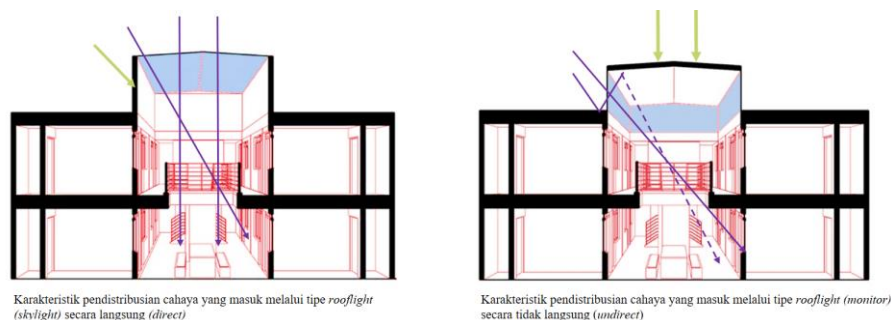 Karakteristik pendistribusian cahaya yang masuk melalui tipe rooflight
(skylight) secara langsung (direct)
Karakteristik pendistribusian cahaya yang masuk melalui tipe rooflight (monitor)
secara tidak langsung (undirect)